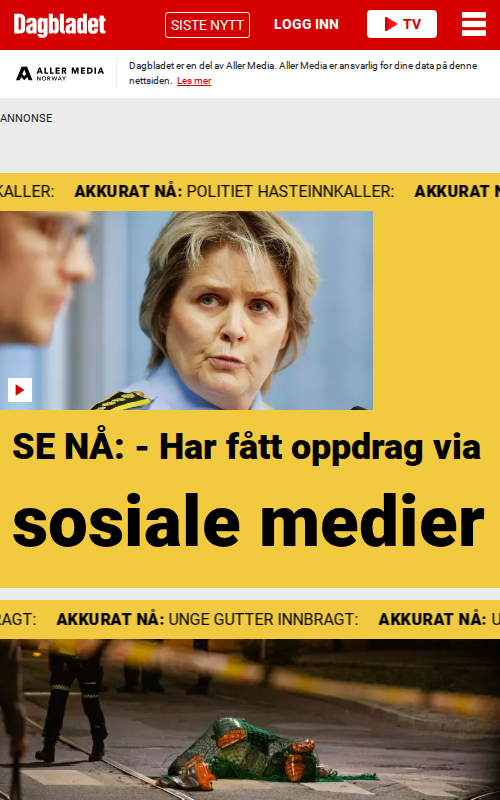 Dagbladet
SISTE NYTT
LOGG INN
TV
ALLER MEDIA
NORWAY
Dagbladet er en del av Aller Media. Aller Media er ansvarlig for dine data på denne
nettsiden. Les mer
ANNONSE
KALLER: AKKURAT NÅ: POLITIET HASTEINNKALLER: AKKURAT N
SE NÅ: - Har fått oppdrag via
sosiale medier
RAGT: AKKURAT NÅ: UNGE GUTTER INNBRAGT: AKKURAT NÅ: U